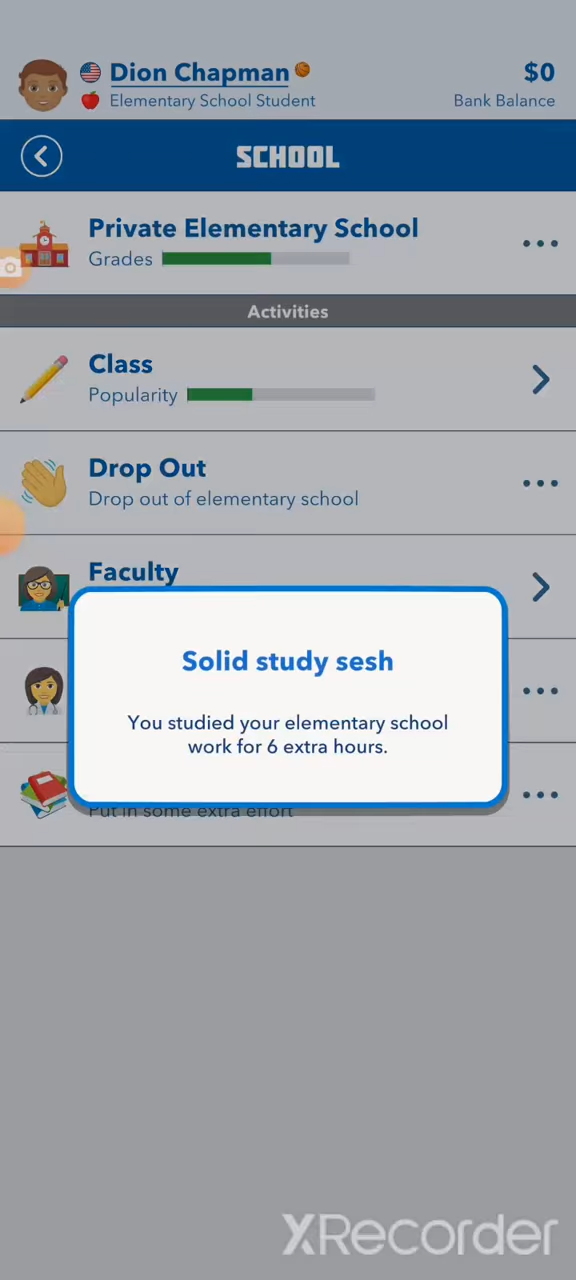 Dion Chapman
$0
Elementary School Student
Bank Balance
SCHOOL
Private Elementary School
Grades
Activities
Class
Popularity
Drop Out
Drop out of elementary school
Faculty
Solid study sesh
You studied your elementary school
work for 6 extra hours.
Put in some extra effort
XRecorder